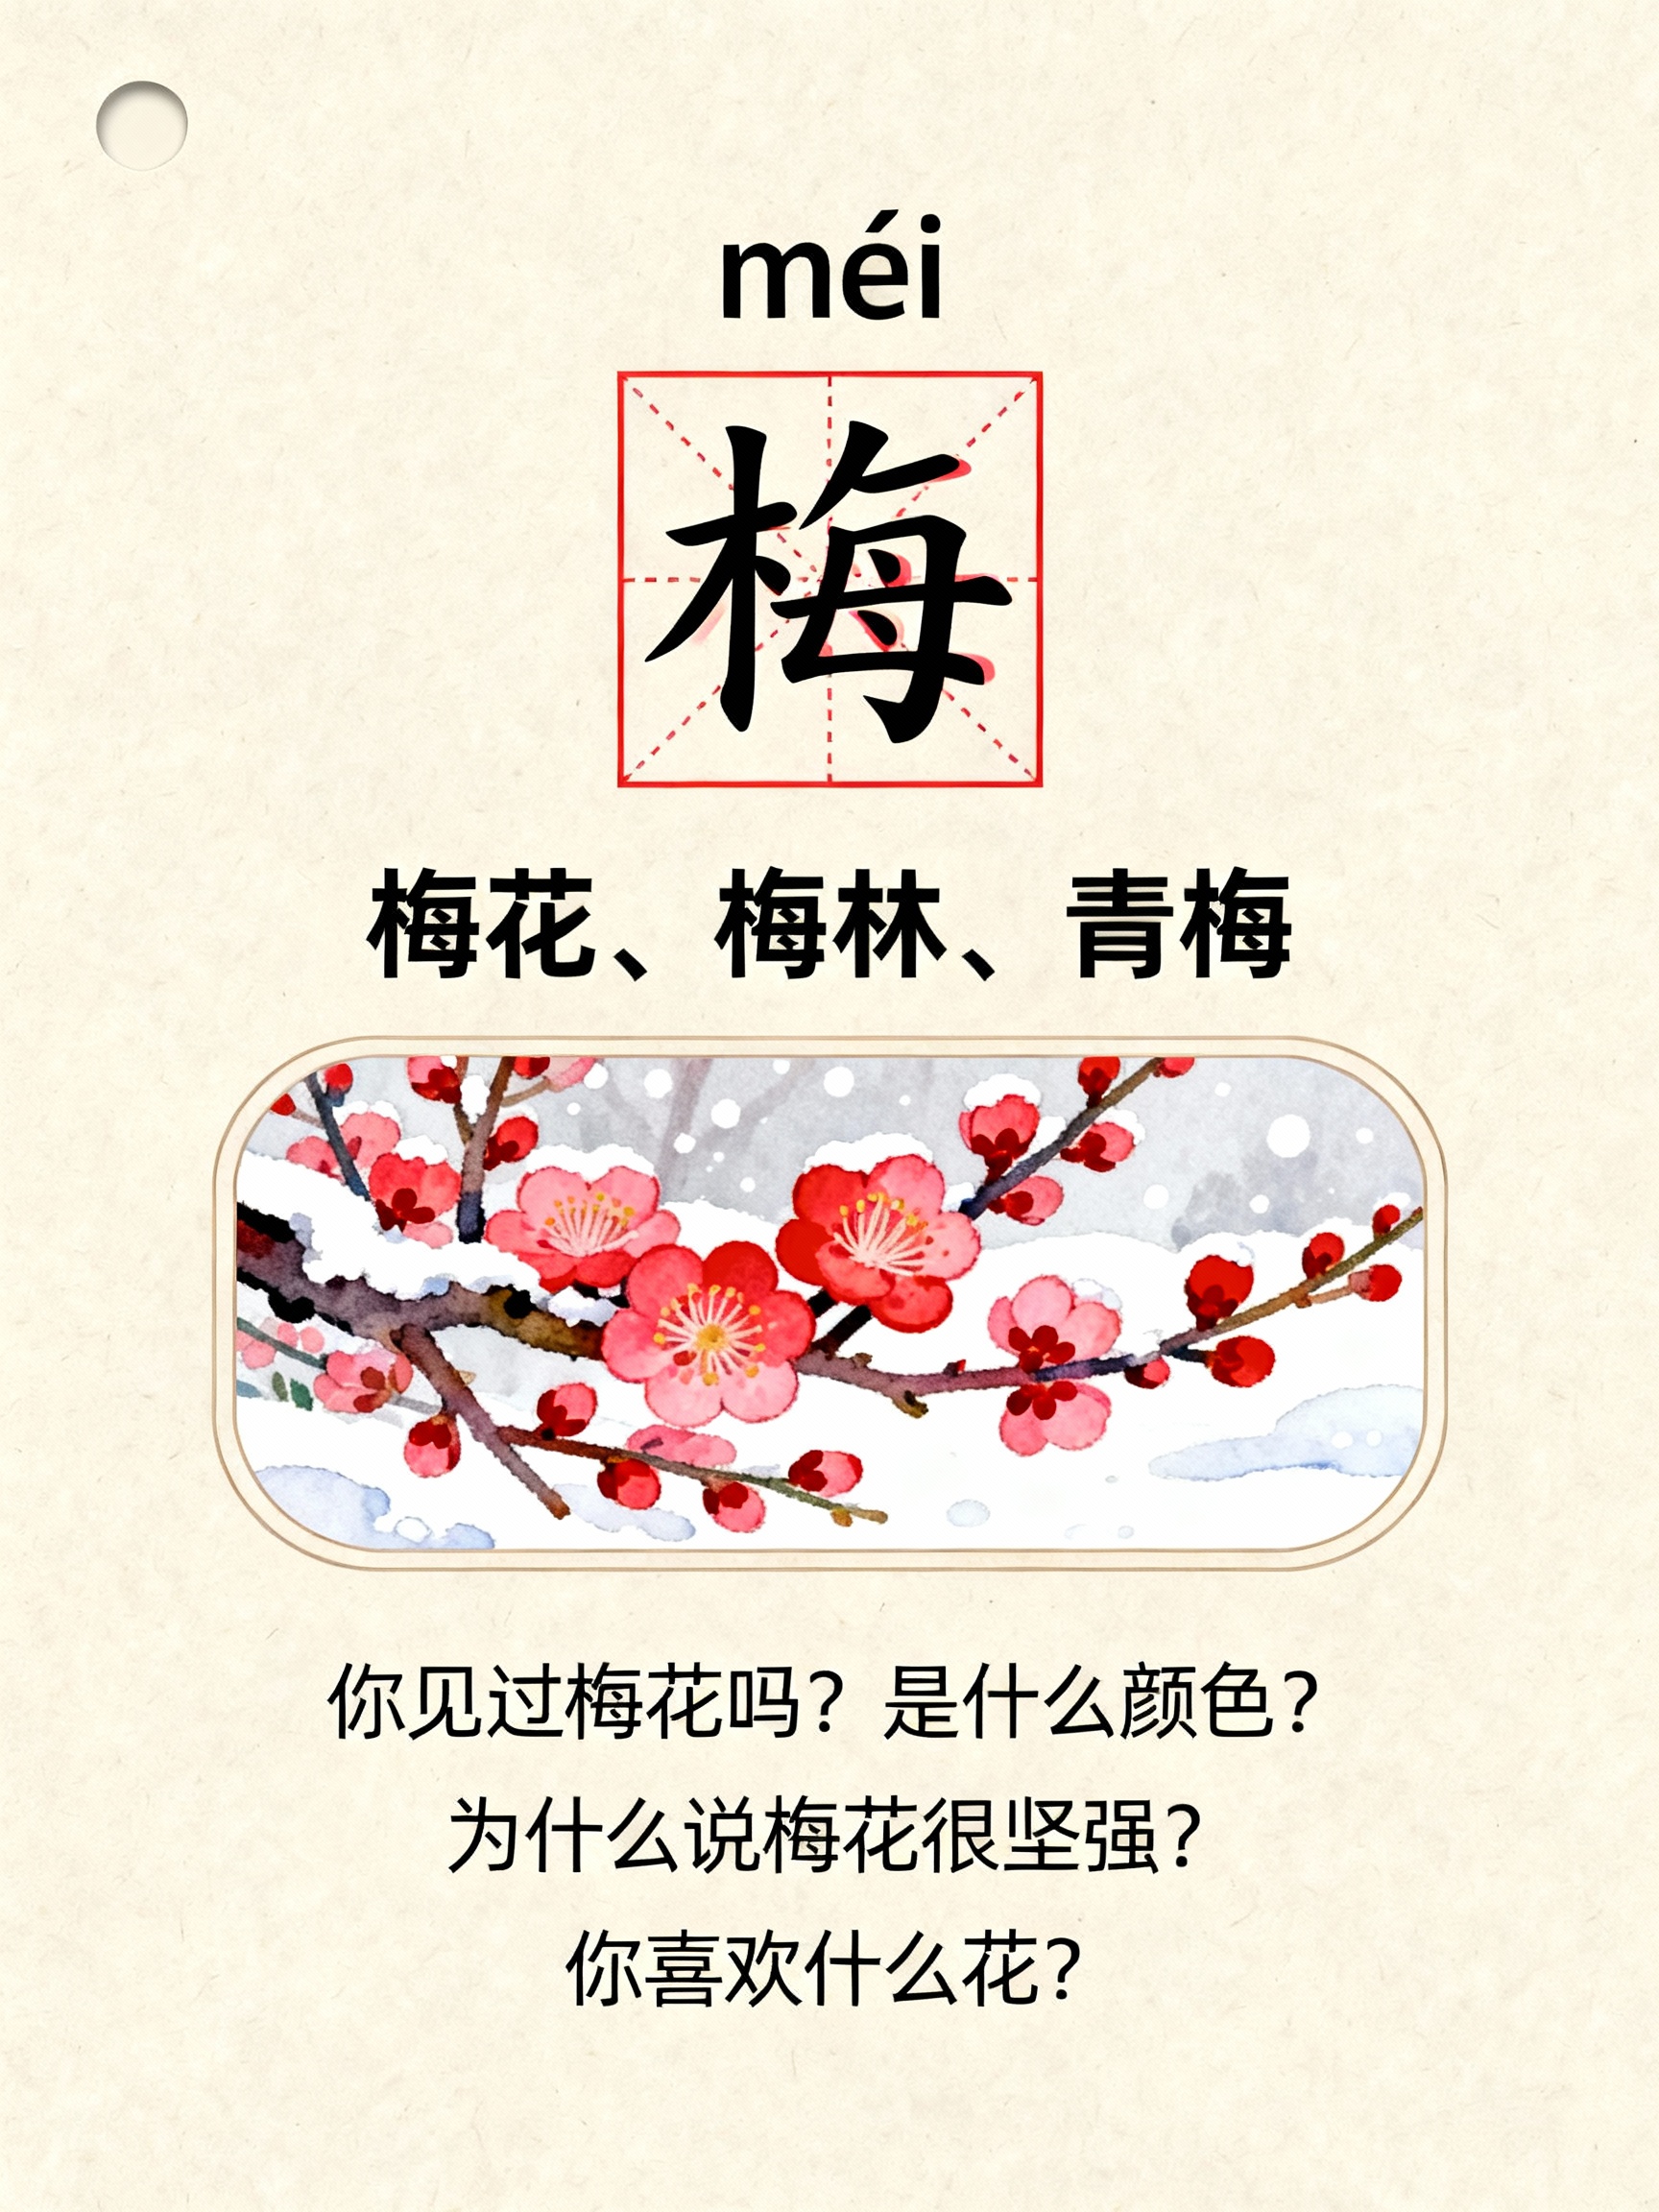 méi
梅
梅花、梅林、青梅
你见过梅花吗？是什么颜色？
为什么说梅花很坚强？
你喜欢什么花？